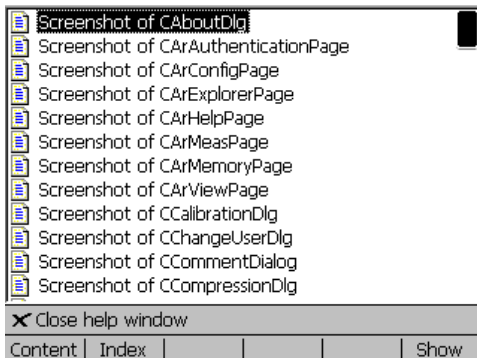 Screenshot of CAboutDlg
Screenshot of CArAuthenticationPage
Screenshot of CArConfigPage
Screenshot of CArExplorerPage
Screenshot of CArHelpPage
Screenshot of CArMeasPage
Screenshot of CArMemoryPage
Screenshot of CArViewPage
Screenshot of CCalibrationDlg
Screenshot of CChangeUserDlg
Screenshot of CCommentDialog
Screenshot of CCompressionDlg
Close help window
Content Index Show